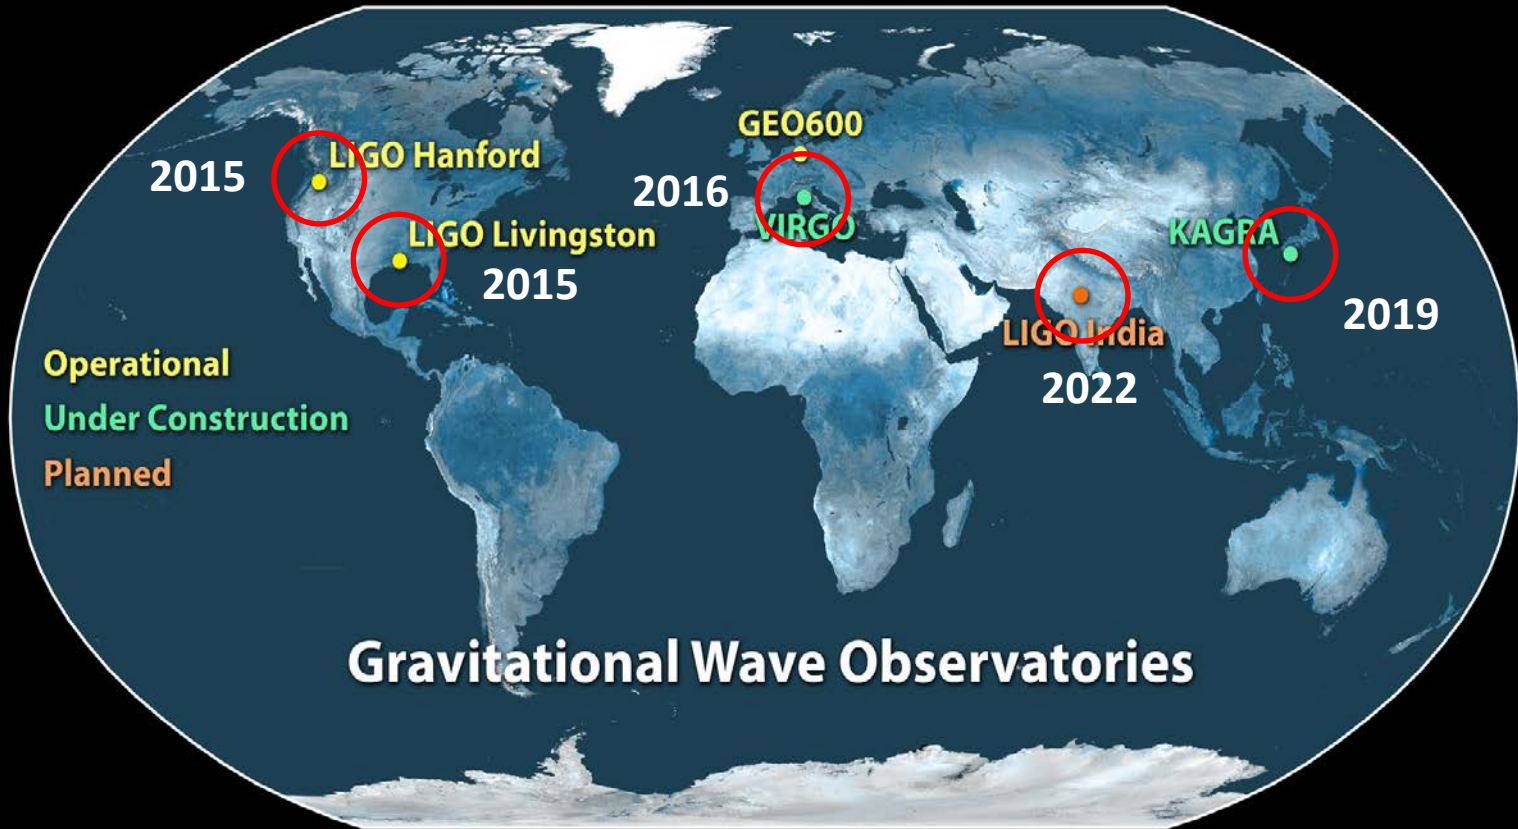 GEO600
LIGO Hanford
2015
2016
VIRGO
LIGO Livingston
2015
KAGRA
2019
LIGO India
2022
Operational
Under Construction
Planned
Gravitational Wave Observatories